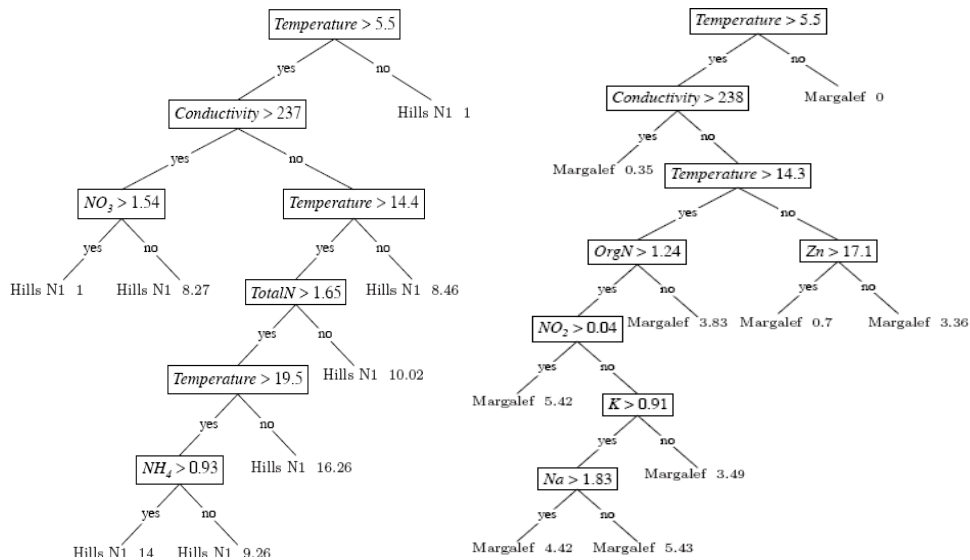 Temperature > 5.5
yes no
Conductivity > 237
Hills N1 1
yes no
NO₃ > 1.54
Temperature > 14.4
yes no
yes no
Hills N1 1
Hills N1 8.27
TotalN > 1.65
Hills N1 8.46
yes no
Temperature > 19.5
Hills N1 10.02
yes no
NH₄ > 0.93
Hills N1 16.26
yes no
Hills N1 14
Hills N1 9.26
Temperature > 5.5
yes no
Conductivity > 238
Margalef 0
yes no
Margalef 0.35
Temperature > 14.3
yes no
OrgN > 1.24
Zn > 17.1
yes no
yes no
NO₂ > 0.04
Margalef 3.83
Margalef 0.7
Margalef 3.36
yes no
Margalef 5.42
K > 0.91
yes no
Na > 1.83
Margalef 3.49
yes no
Margalef 4.42
Margalef 5.43